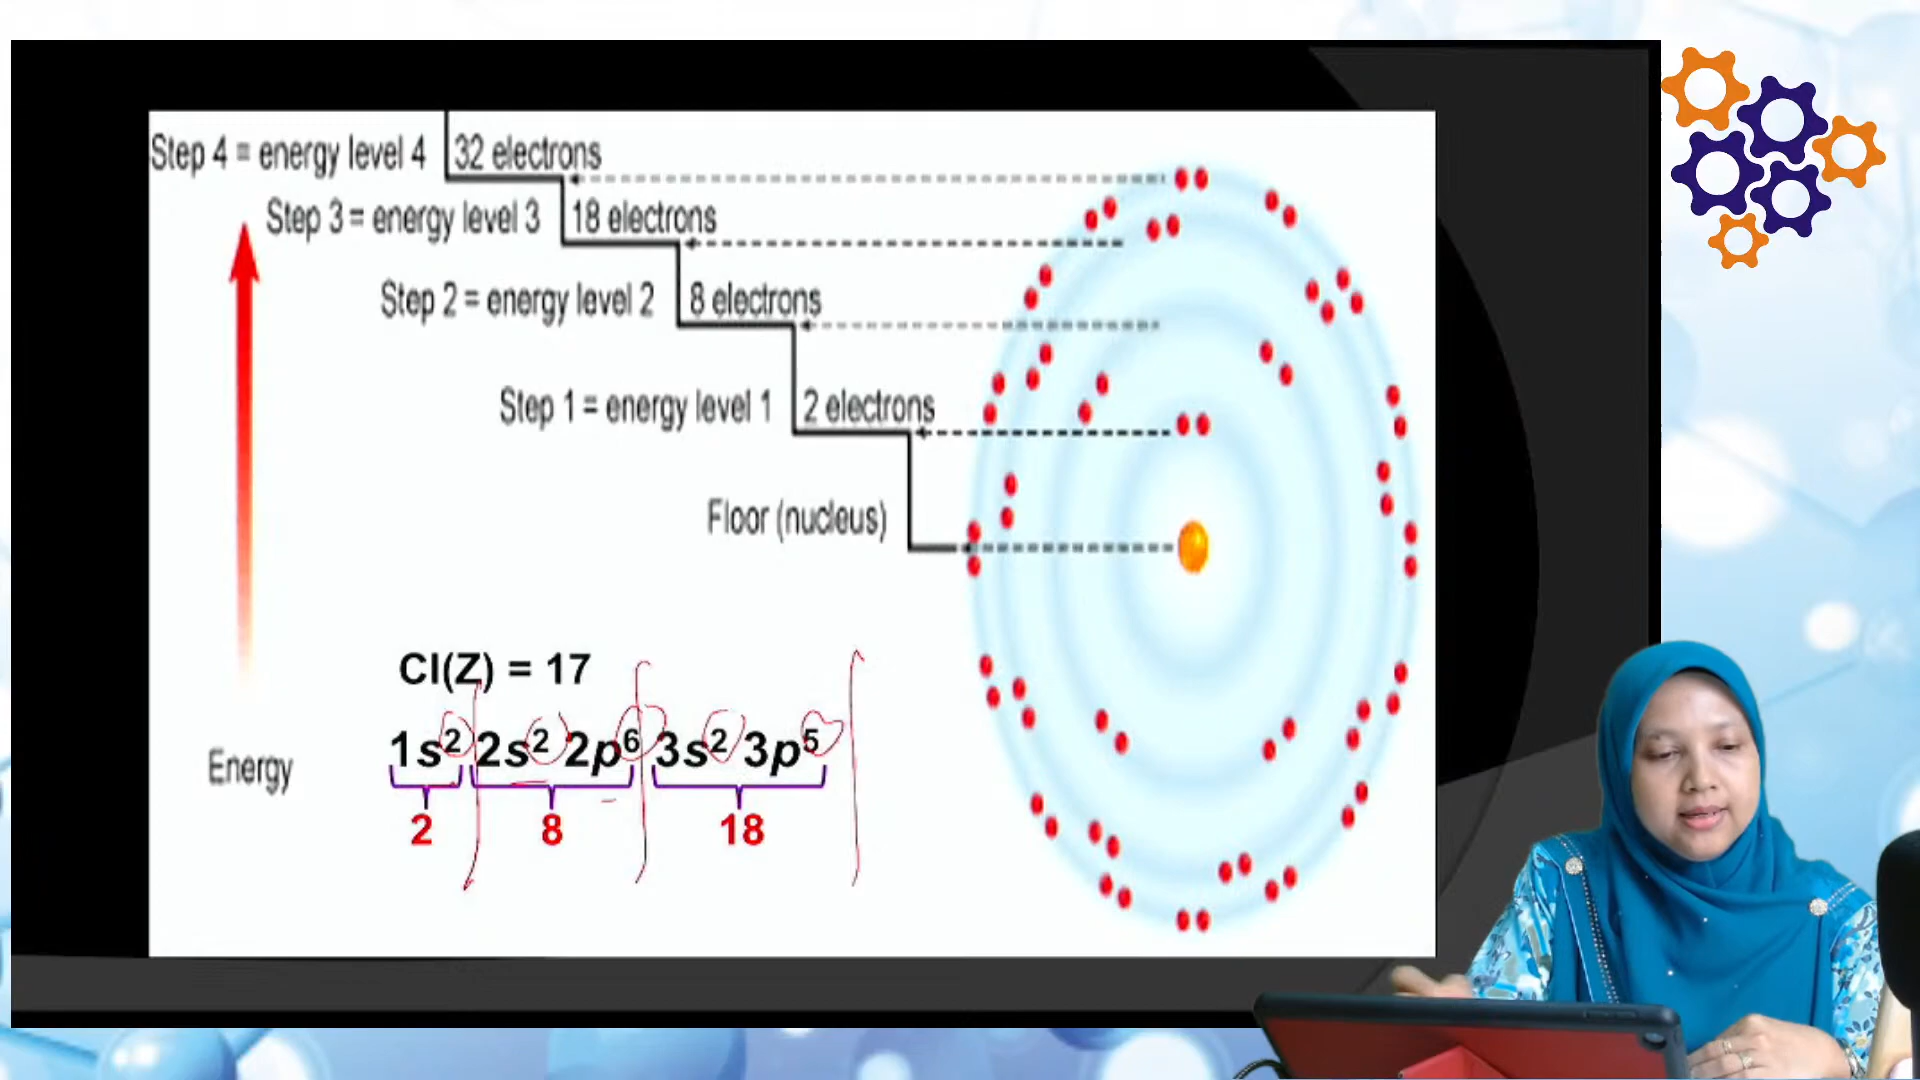 Step 4 = energy level 4 32 electrons
Step 3 = energy level 3 18 electrons
Step 2 = energy level 2 8 electrons
Step 1 = energy level 1 2 electrons
Floor (nucleus)
Energy
Cl(Z) = 17
1s² 2s² 2p⁶ 3s² 3p⁵
2 8 18